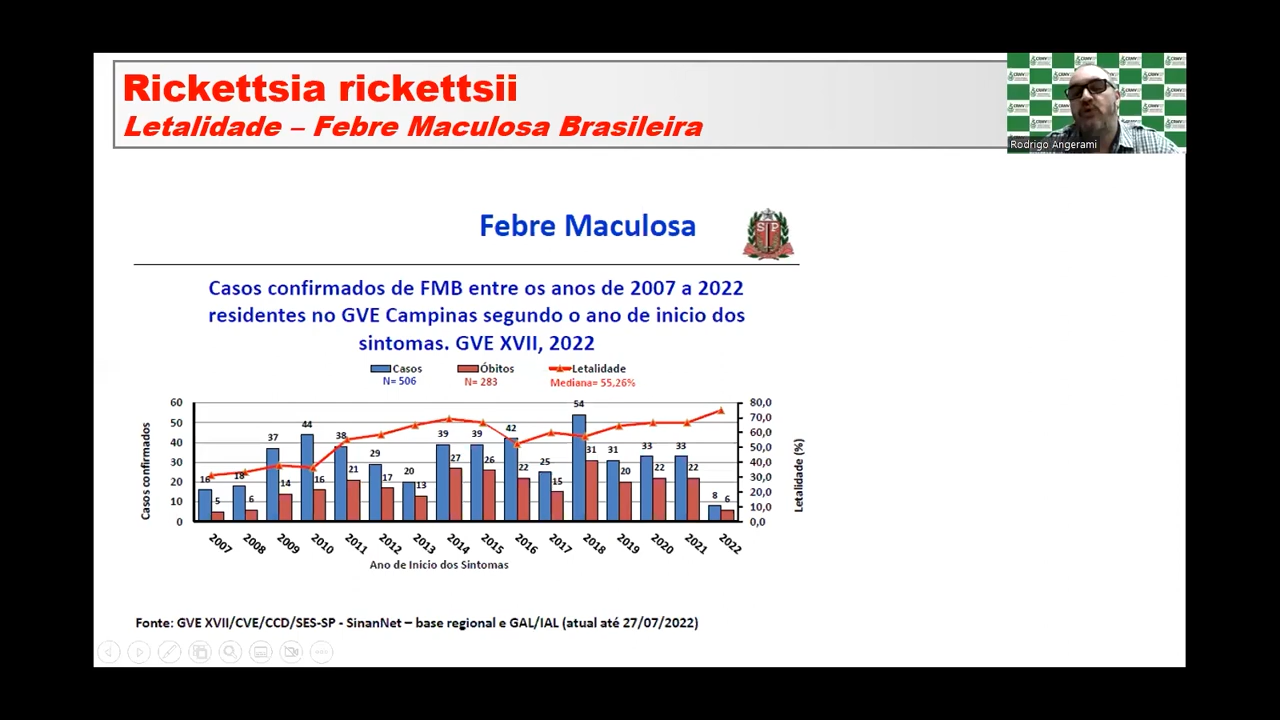 Rickettsia rickettsii
Letalidade – Febre Maculosa Brasileira
Rodrigo Angerami
Febre Maculosa
S P
Casos confirmados de FMB entre os anos de 2007 a 2022
residentes no GVE Campinas segundo o ano de inicio dos
sintomas. GVE XVII, 2022
Casos Óbitos Letalidade
N= 506 N= 283 Mediana= 55,26%
Casos confirmados
60 50 40 30 20 10 0
16 18 37 44 38 29 20 39 39 42 25 54 31 33 33 8
5 6 14 16 21 17 13 27 26 22 15 31 20 22 22 6
80,0 70,0 60,0 50,0 40,0 30,0 20,0 10,0 0,0
Letalidade (%)
2007 2008 2009 2010 2011 2012 2013 2014 2015 2016 2017 2018 2019 2020 2021 2022
Ano de Inicio dos Sintomas
Fonte: GVE XVII/CVE/CCD/SES-SP - SinanNet – base regional e GAL/IAL (atual até 27/07/2022)